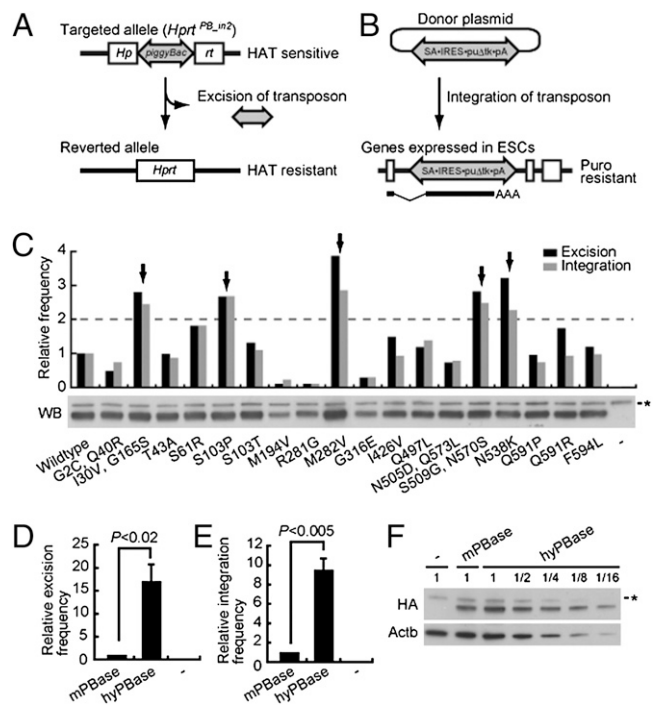 A
Targeted allele (Hprt PB_in2)
Hp piggyBac rt HAT sensitive
Excision of transposon
Reverted allele
Hprt HAT resistant
B
Donor plasmid
SA•IRES•puΔtk•pA
Integration of transposon
Genes expressed in ESCs
SA•IRES•puΔtk•pA Puro resistant
AAA
C
Relative frequency
4
3
2
1
0
Excision
Integration
WB
*
Wildtype
G2C, Q40R
I30V, G165S
T43A
S61R
S103P
S103T
M194V
R281G
M282V
G316E
I426V
Q497L
N505D, Q573L
S509G, N570S
N538K
Q591P
Q591R
F594L
-
D
Relative excision frequency
P<0.02
25
20
15
10
5
0
mPBase
hyPBase
-
E
Relative integration frequency
P<0.005
12
10
8
6
4
2
0
mPBase
hyPBase
-
F
- mPBase hyPBase
1 1 1 1/2 1/4 1/8 1/16
HA
*
Actb